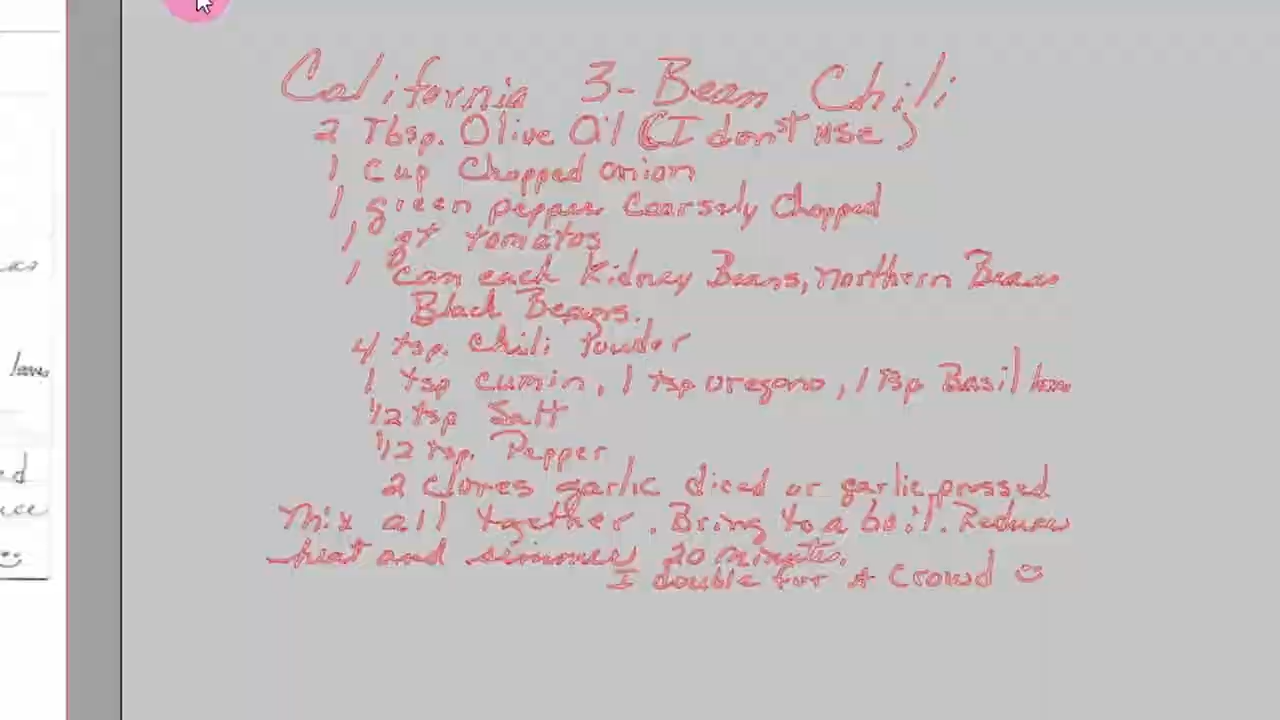 California 3-Bean Chili
2 Tbsp. Olive Oil (I don't use)
1 cup Chopped onion
1 green pepper Coarsely Chopped
1 qt tomatos
1 can each Kidney Beans, Northern Beans
Black Beans.
4 tsp. Chili Powder
1 tsp cumin, 1 tsp oregano, 1 tsp Basil
1/2 tsp Salt
1/2 tsp. Pepper
2 cloves garlic diced or garlic pressed
Mix all together. Bring to a boil. Reduce
heat and simmer 20 minutes.
I double for A Crowd ☺